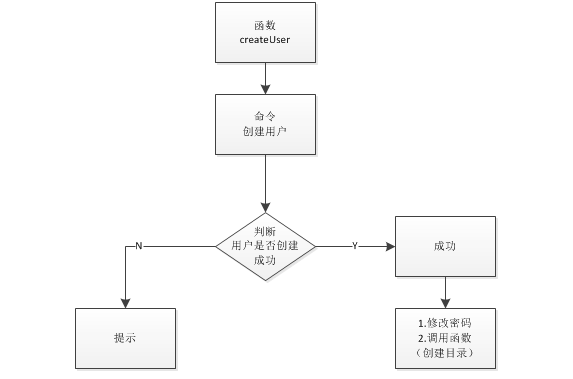 函数
createUser
命令
创建用户
判断
用户是否创建
成功
N
Y
成功
提示
1.修改密码
2.调用函数
（创建目录）